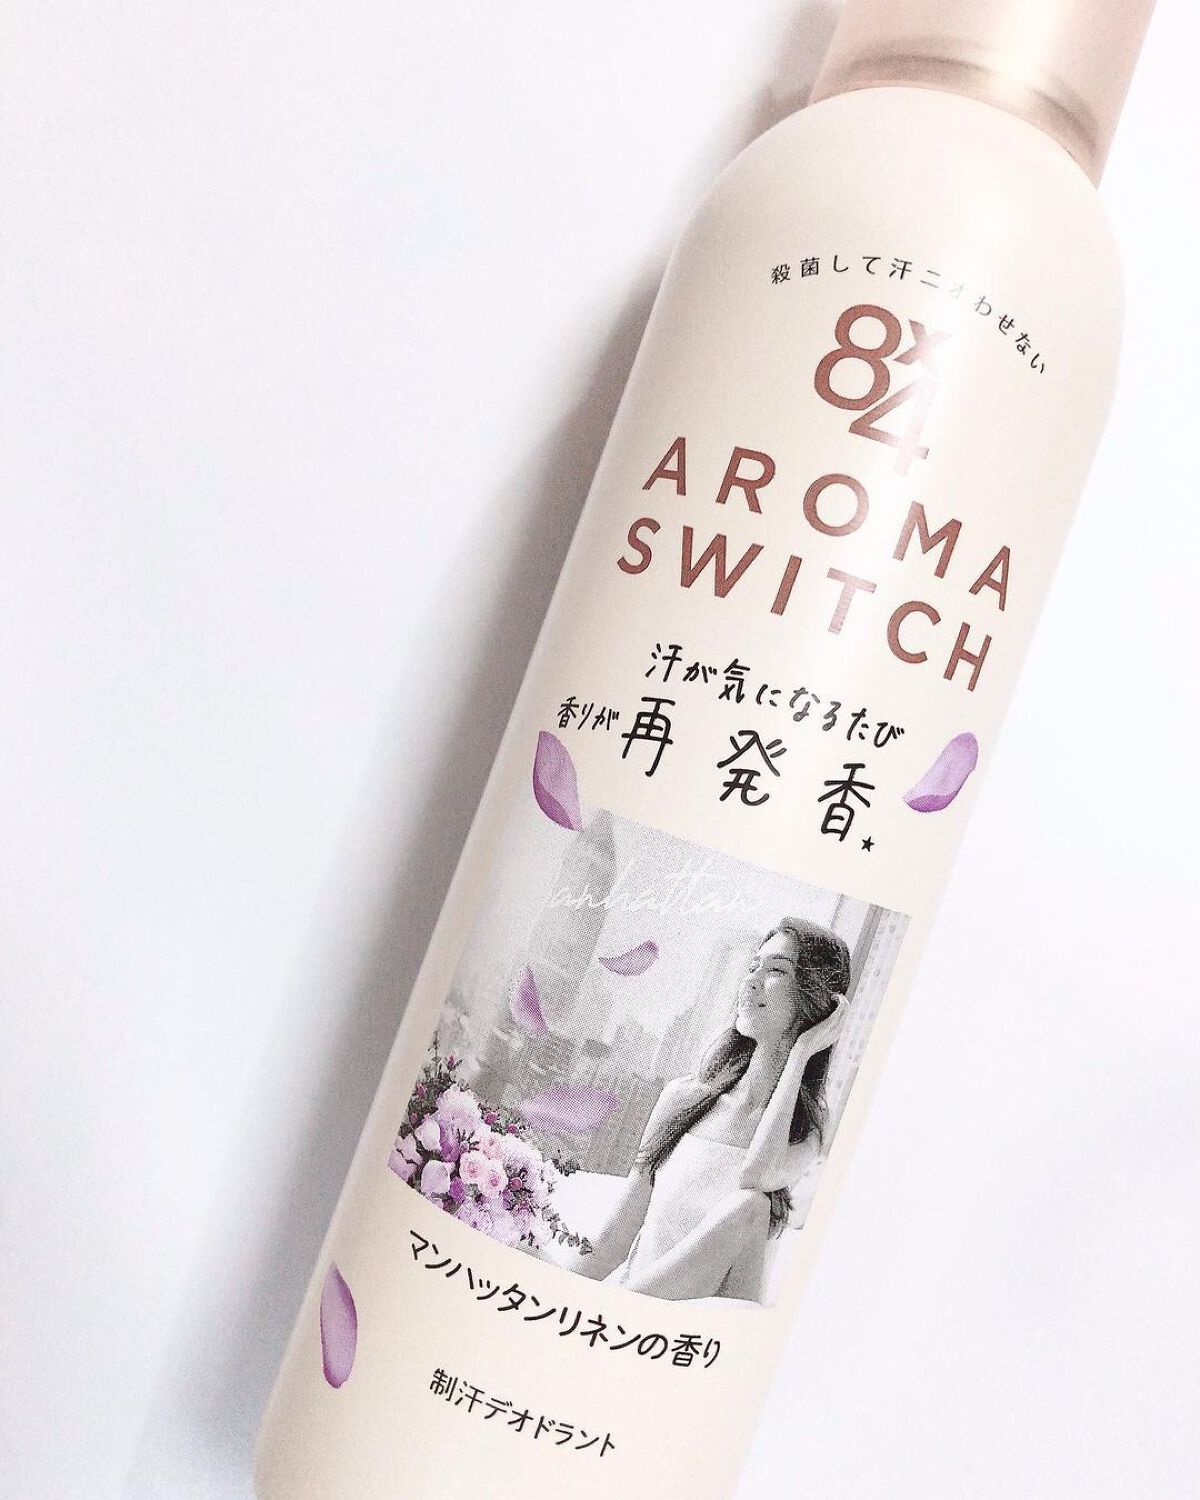 殺菌して汗ニオわせない
8x4
AROMA
SWITCH
汗が気になるたび
香りが再発香★
manhattan
マンハッタンリネンの香り
制汗デオドラント